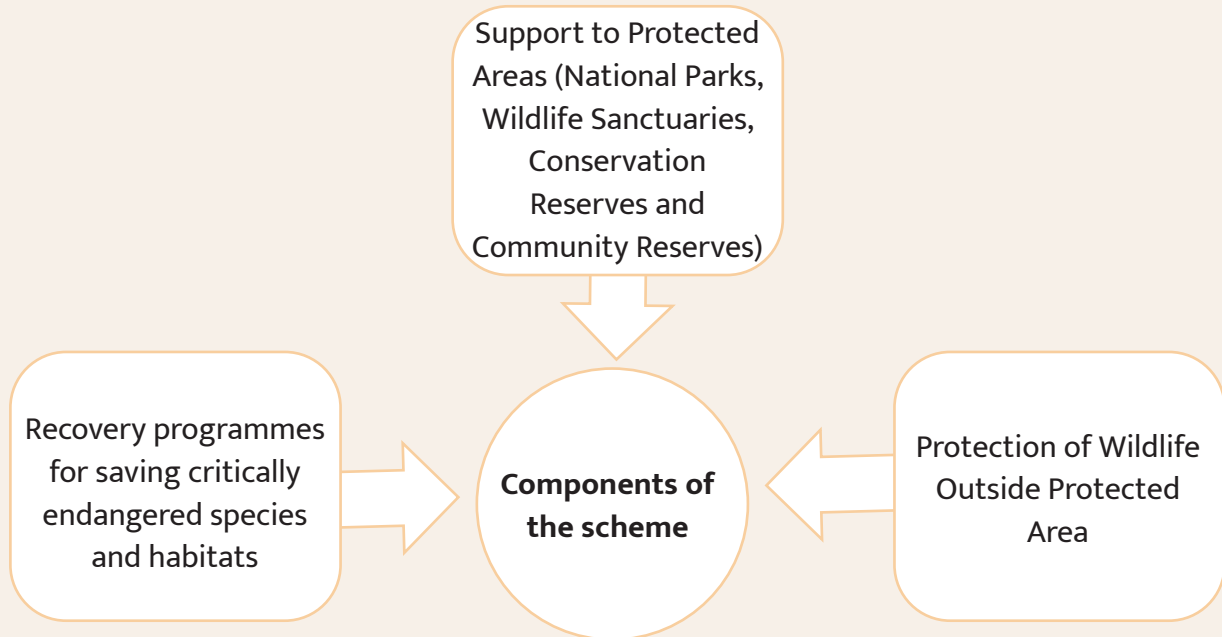 Support to Protected
Areas (National Parks,
Wildlife Sanctuaries,
Conservation
Reserves and
Community Reserves)
Recovery programmes
for saving critically
endangered species
and habitats
Components of
the scheme
Protection of Wildlife
Outside Protected
Area